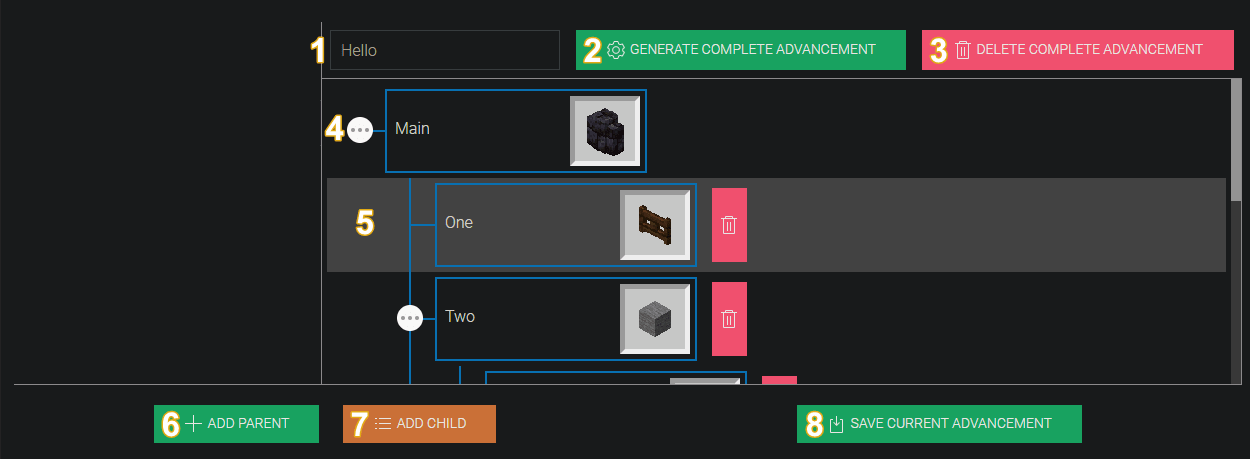 1 Hello 2 GENERATE COMPLETE ADVANCEMENT 3 DELETE COMPLETE ADVANCEMENT
4 Main
5 One
Two
6 ADD PARENT 7 ADD CHILD 8 SAVE CURRENT ADVANCEMENT